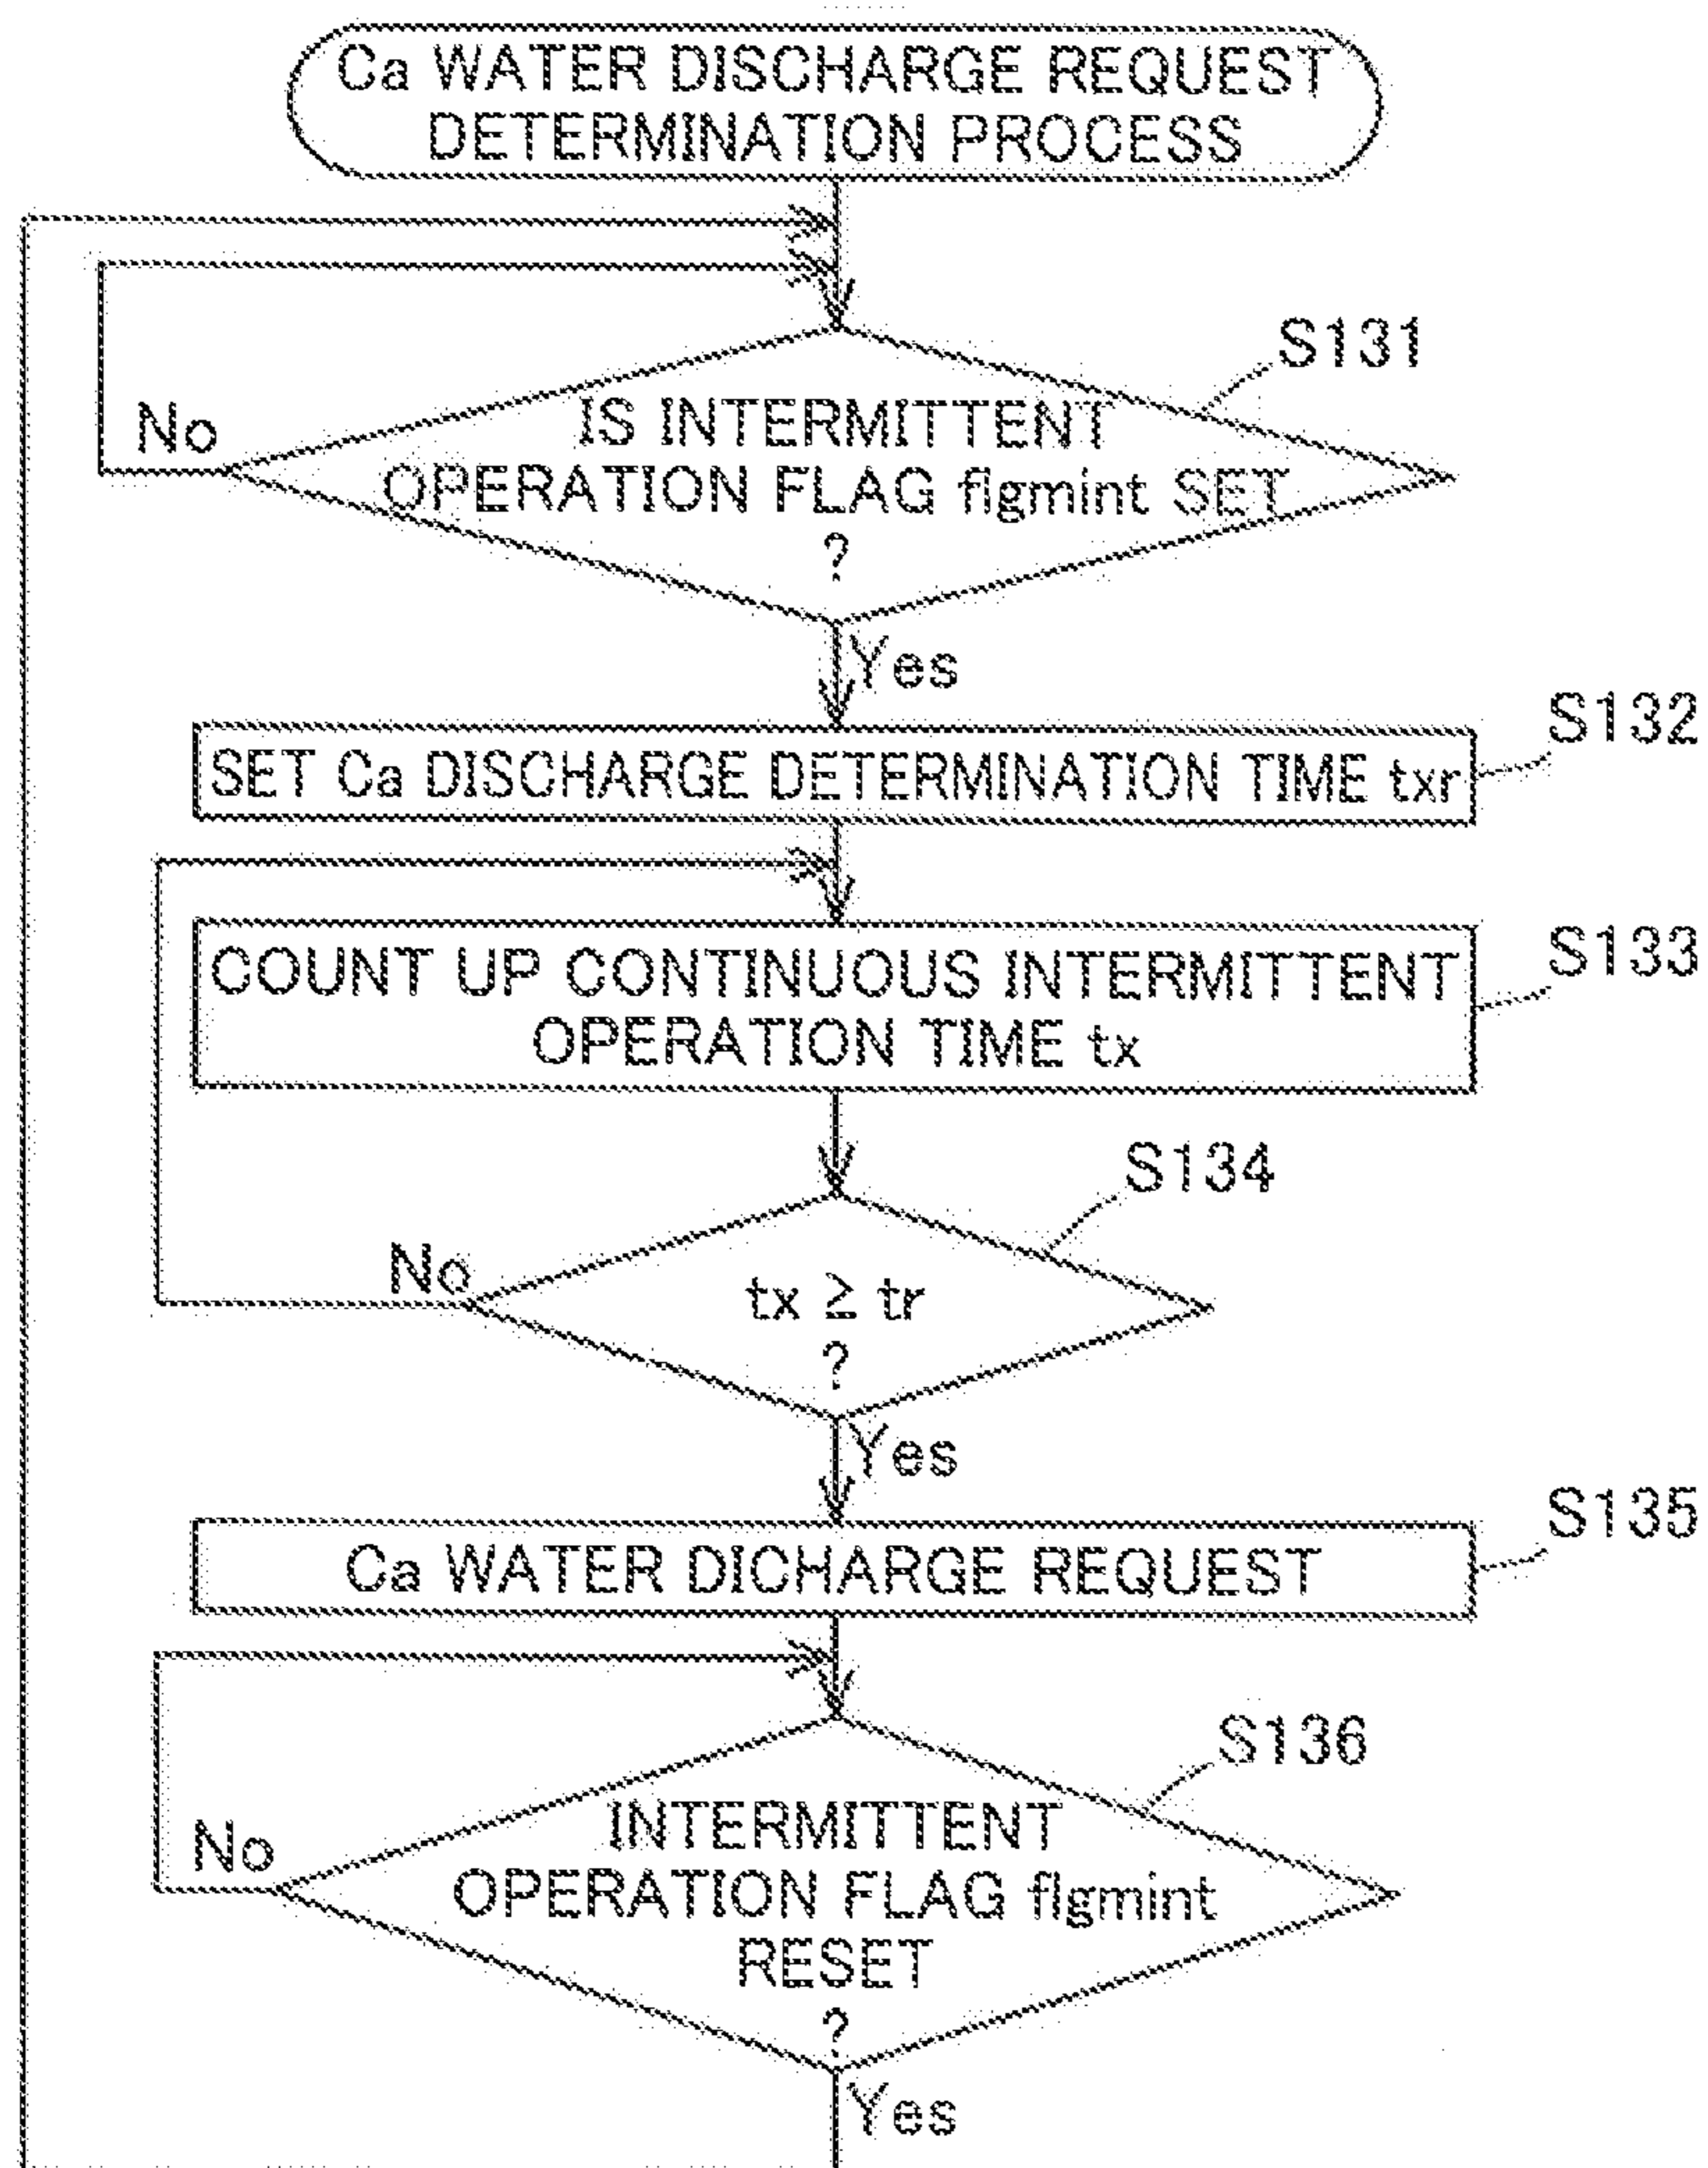 Ca WATER DISCHARGE REQUEST
DETERMINATION PROCESS
S131
No
IS INTERMITTENT
OPERATION FLAG flgmint SET
?
Yes
S132
SET Ca DISCHARGE DETERMINATION TIME txr
S133
COUNT UP CONTINUOUS INTERMITTENT
OPERATION TIME tx
S134
No
tx ≥ tr
?
Yes
S135
Ca WATER DICHARGE REQUEST
S136
No
INTERMITTENT
OPERATION FLAG flgmint
RESET
?
Yes